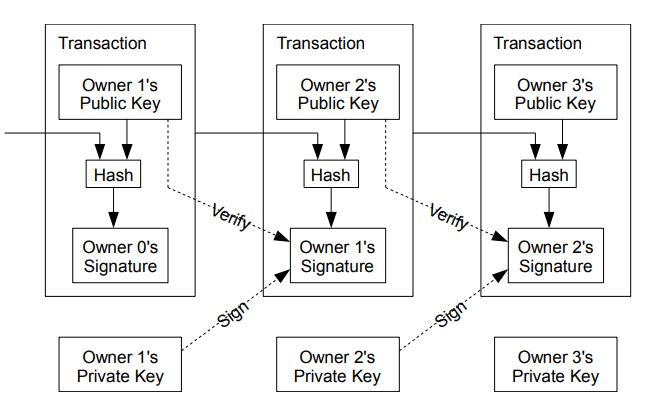 Transaction
Owner 1's
Public Key
Hash
Owner 0's
Signature
Transaction
Owner 2's
Public Key
Hash
Verify
Owner 1's
Signature
Sign
Transaction
Owner 3's
Public Key
Hash
Verify
Owner 2's
Signature
Sign
Owner 1's
Private Key
Owner 2's
Private Key
Owner 3's
Private Key